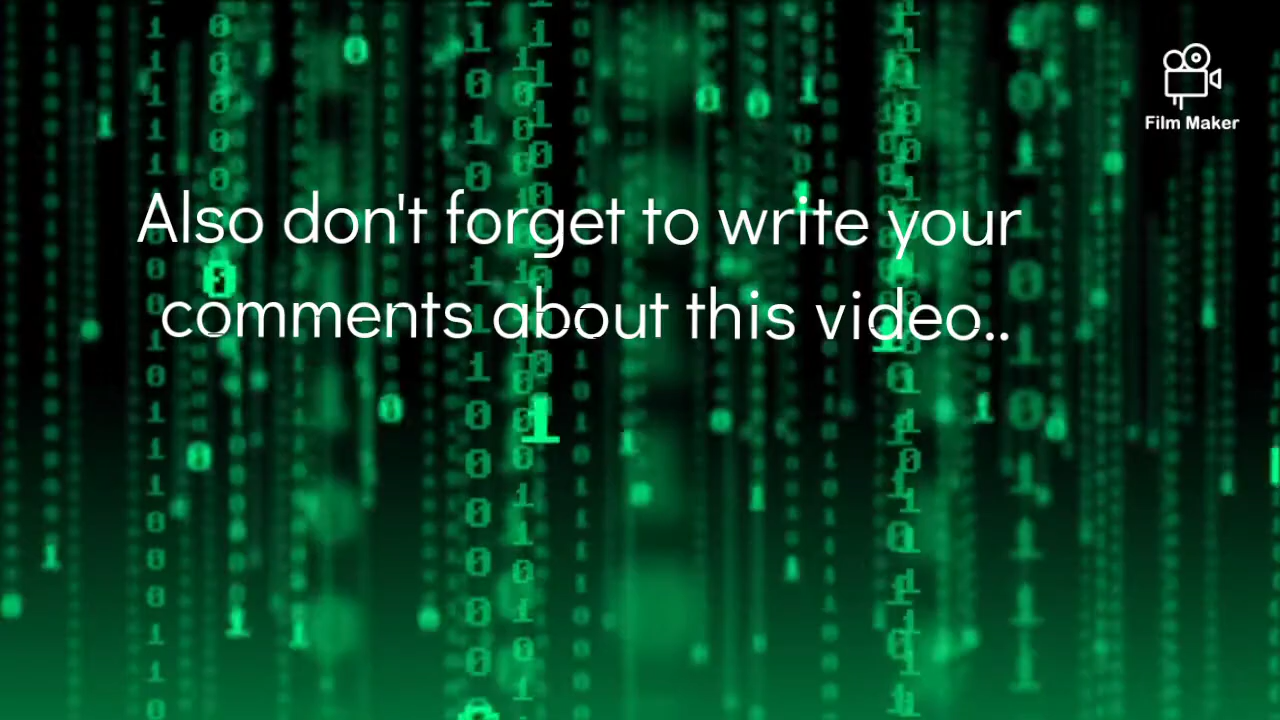 Film Maker
Also don't forget to write your
comments about this video..